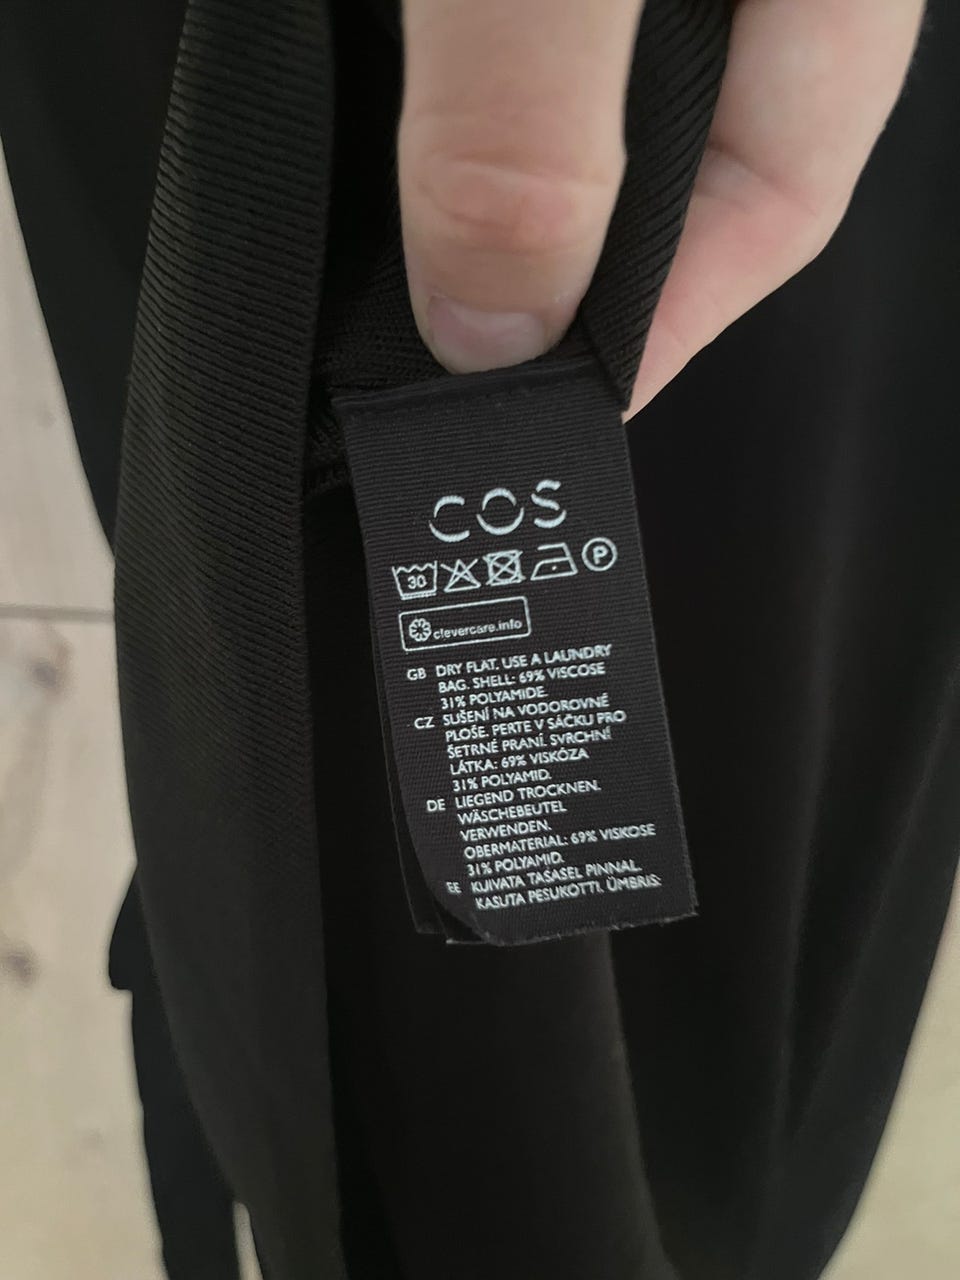 COS
30 P
clevercare.info
GB DRY FLAT. USE A LAUNDRY
BAG. SHELL: 69% VISCOSE
31% POLYAMIDE.
CZ SUŠENÍ NA VODOROVNÉ
PLOŠE. PERTE V SÁČKU PRO
ŠETRNÉ PRANÍ. SVRCHNÍ
LÁTKA: 69% VISKÓZA
31% POLYAMID.
DE LIEGEND TROCKNEN.
WÄSCHEBEUTEL
VERWENDEN.
OBERMATERIAL: 69% VISKOSE
31% POLYAMID.
EE KUIVATA TASASEL PINNAL.
KASUTA PESUKOTTI. ÜMBRIS: